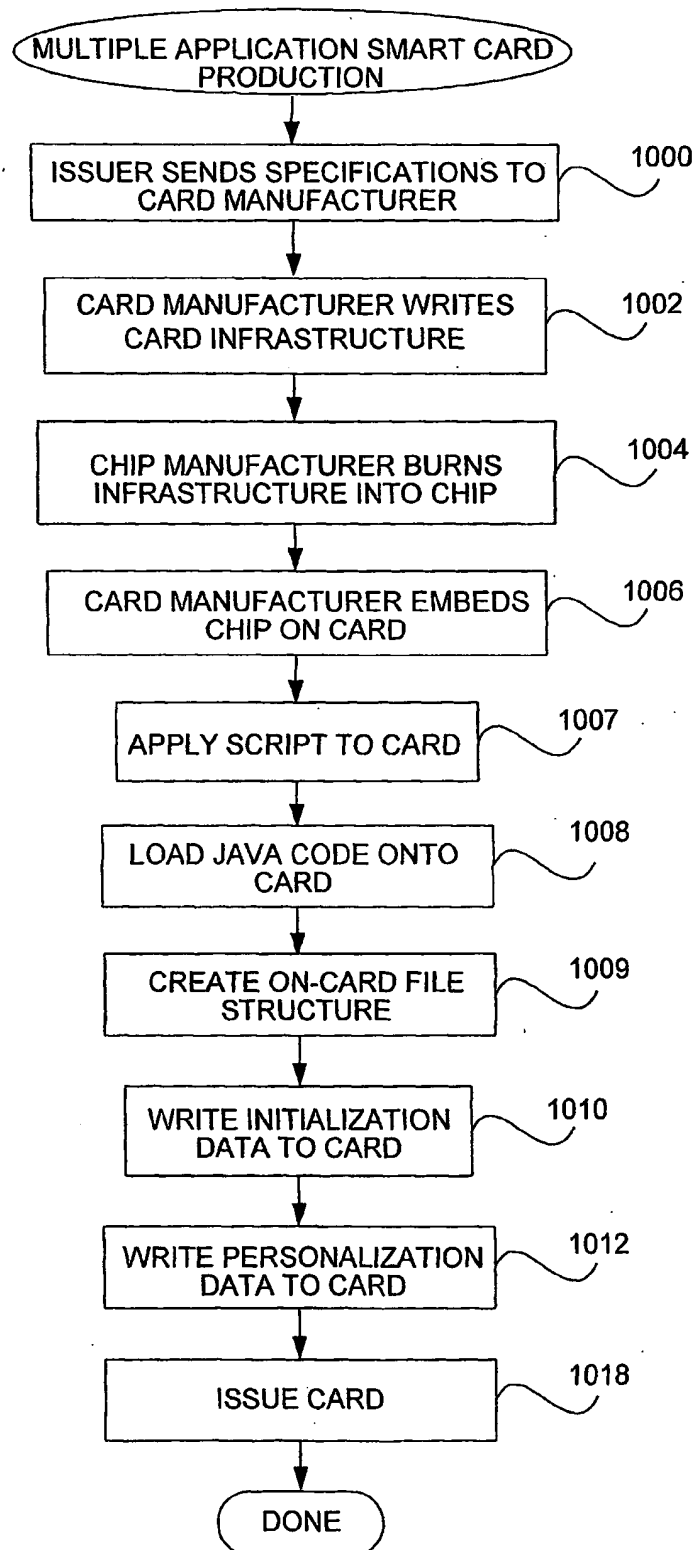 MULTIPLE APPLICATION SMART CARD
PRODUCTION
ISSUER SENDS SPECIFICATIONS TO
CARD MANUFACTURER
1000
CARD MANUFACTURER WRITES
CARD INFRASTRUCTURE
1002
CHIP MANUFACTURER BURNS
INFRASTRUCTURE INTO CHIP
1004
CARD MANUFACTURER EMBEDS
CHIP ON CARD
1006
APPLY SCRIPT TO CARD
1007
LOAD JAVA CODE ONTO
CARD
1008
CREATE ON-CARD FILE
STRUCTURE
1009
WRITE INITIALIZATION
DATA TO CARD
1010
WRITE PERSONALIZATION
DATA TO CARD
1012
ISSUE CARD
1018
DONE